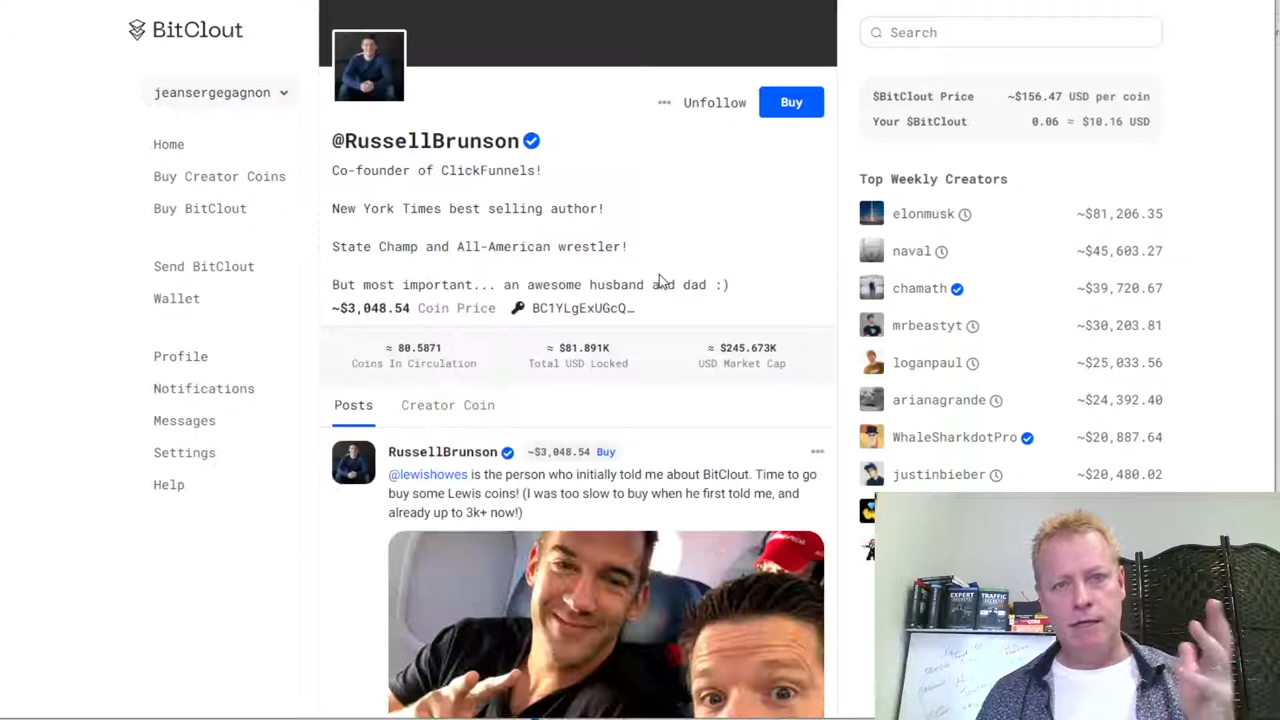 BitClout
jeansergegagnon
Home
Buy Creator Coins
Buy BitClout
Send BitClout
Wallet
Profile
Notifications
Messages
Settings
Help
Unfollow
Buy
@RussellBrunson
Co-founder of ClickFunnels!
New York Times best selling author!
State Champ and All-American wrestler!
But most important... an awesome husband and dad :)
~$3,048.54 Coin Price BC1YLgExUGcQ…
≈ 80.5871
Coins In Circulation
≈ $81.891K
Total USD Locked
≈ $245.673K
USD Market Cap
Posts
Creator Coin
RussellBrunson ~$3,048.54 Buy
@lewishowes is the person who initially told me about BitClout. Time to go
buy some Lewis coins! (I was too slow to buy when he first told me, and
already up to 3k+ now!)
Search
$BitClout Price ~$156.47 USD per coin
Your $BitClout 0.06 ≈ $10.16 USD
Top Weekly Creators
elonmusk ~$81,206.35
naval ~$45,603.27
chamath ~$39,720.67
mrbeastyt ~$30,203.81
loganpaul ~$25,033.56
arianagrande ~$24,392.40
WhaleSharkdotPro ~$20,887.64
justinbieber ~$20,480.02
EXPERT
SECRETS
TRAFFIC
SECRETS